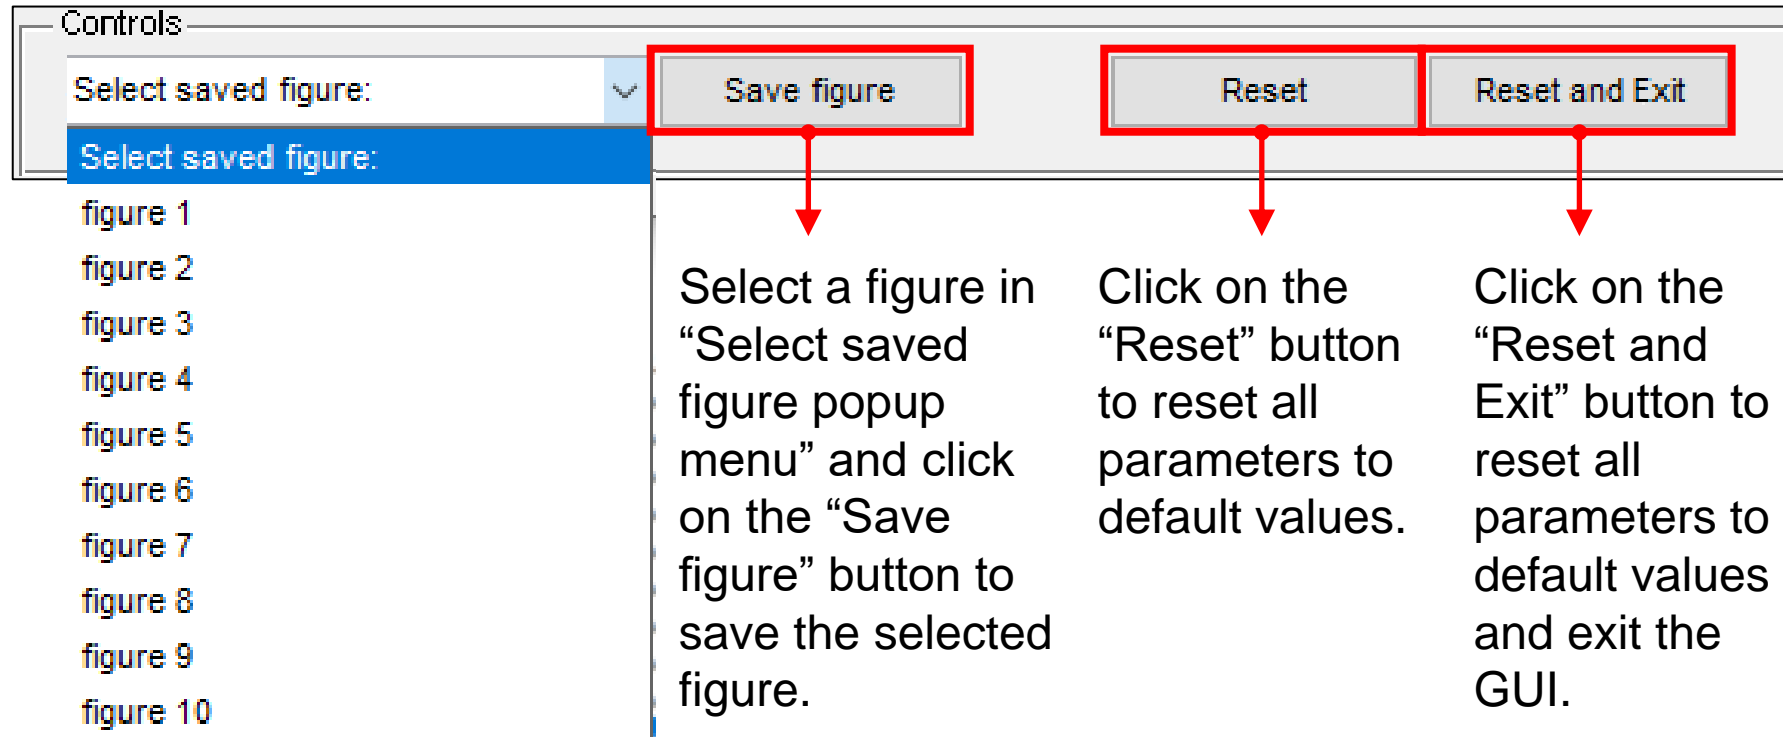 Controls
Select saved figure:
Save figure
Reset
Reset and Exit
Select saved figure:
figure 1
figure 2
figure 3
figure 4
figure 5
figure 6
figure 7
figure 8
figure 9
figure 10
Select a figure in
“Select saved
figure popup
menu” and click
on the “Save
figure” button to
save the selected
figure.
Click on the
“Reset” button
to reset all
parameters to
default values.
Click on the
“Reset and
Exit” button to
reset all
parameters to
default values
and exit the
GUI.